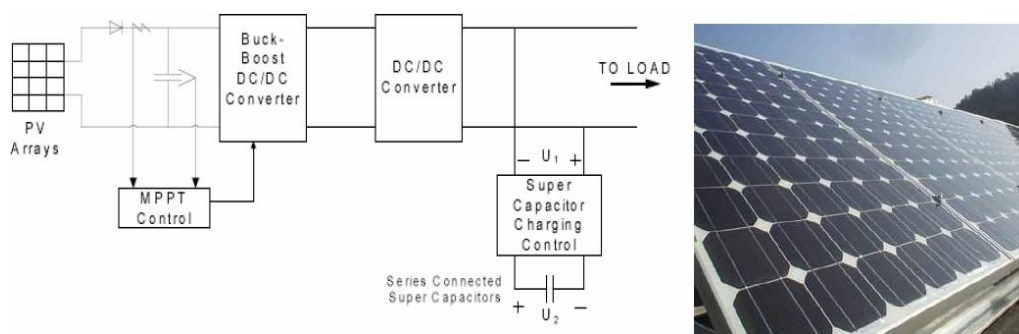 PV
Arrays
Buck-
Boost
DC/DC
Converter
DC/DC
Converter
TO LOAD
MPPT
Control
− U₁ +
Super
Capacitor
Charging
Control
Series Connected
Super Capacitors
+ −
U₂